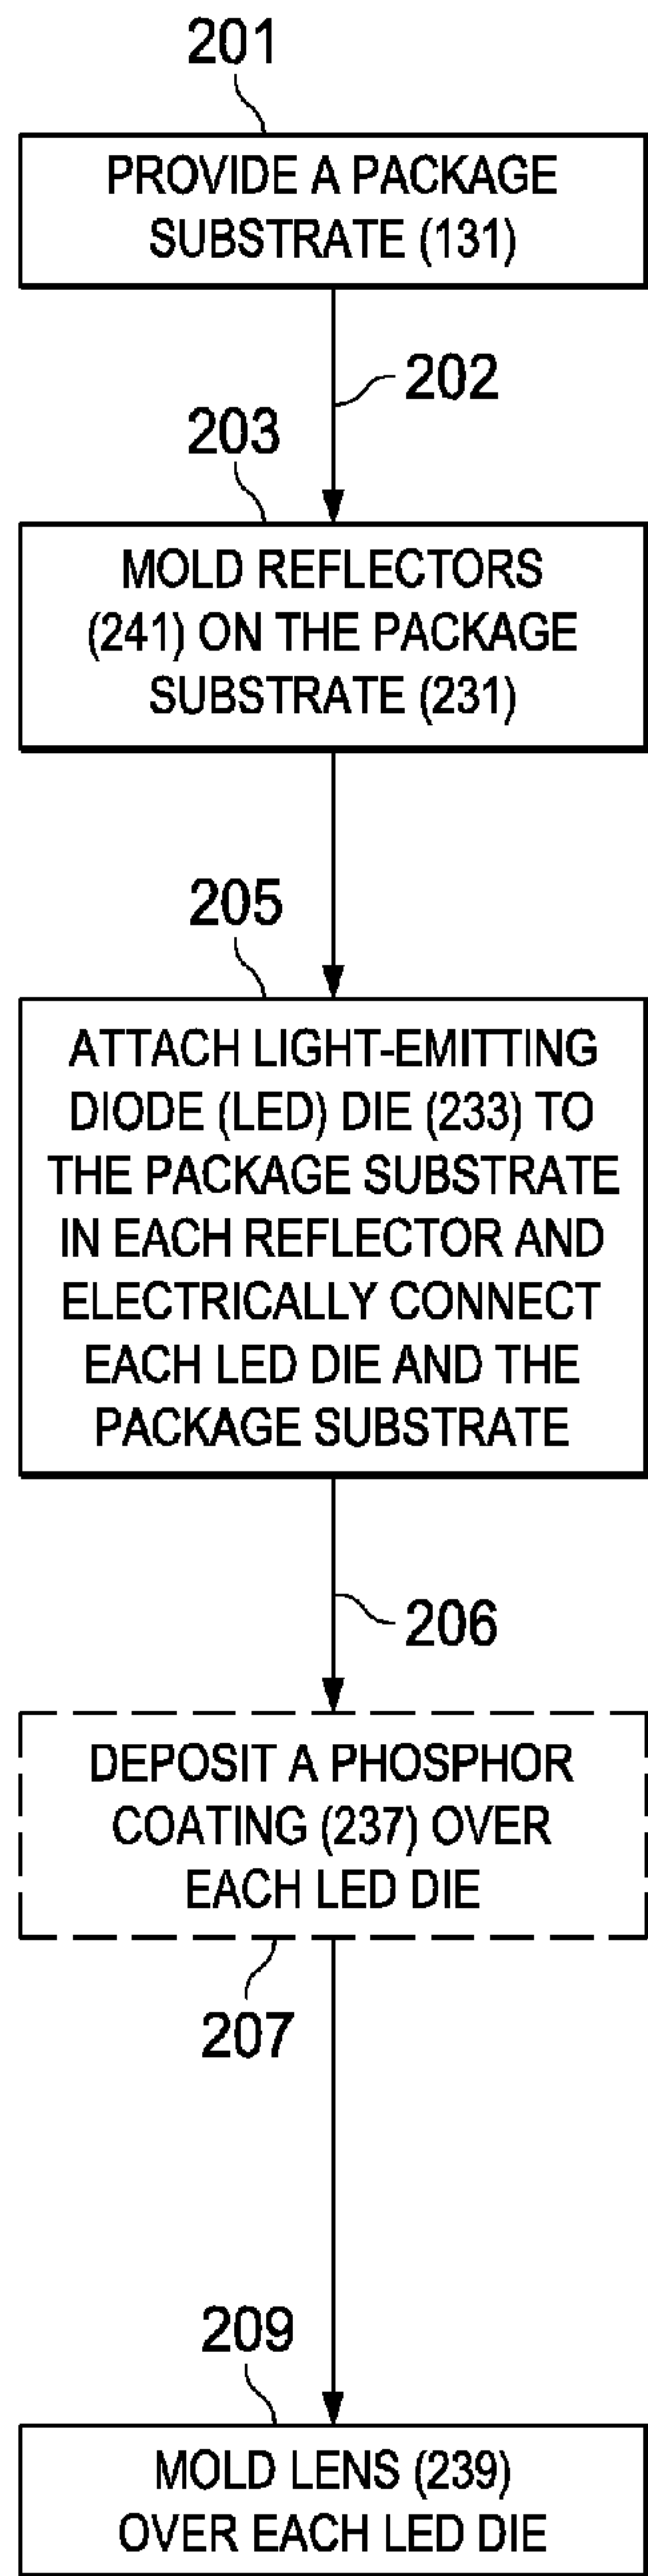 201
PROVIDE A PACKAGE
SUBSTRATE (131)
202
203
MOLD REFLECTORS
(241) ON THE PACKAGE
SUBSTRATE (231)
205
ATTACH LIGHT-EMITTING
DIODE (LED) DIE (233) TO
THE PACKAGE SUBSTRATE
IN EACH REFLECTOR AND
ELECTRICALLY CONNECT
EACH LED DIE AND THE
PACKAGE SUBSTRATE
206
DEPOSIT A PHOSPHOR
COATING (237) OVER
EACH LED DIE
207
209
MOLD LENS (239)
OVER EACH LED DIE